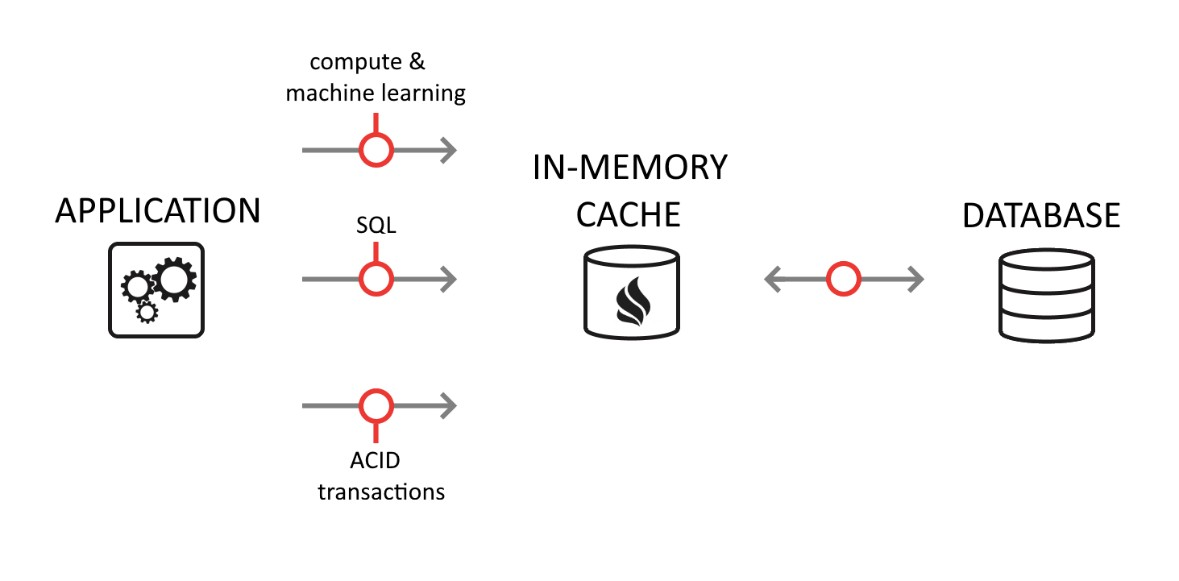 compute &
machine learning
IN-MEMORY
CACHE
APPLICATION
SQL
DATABASE
ACID
transactions